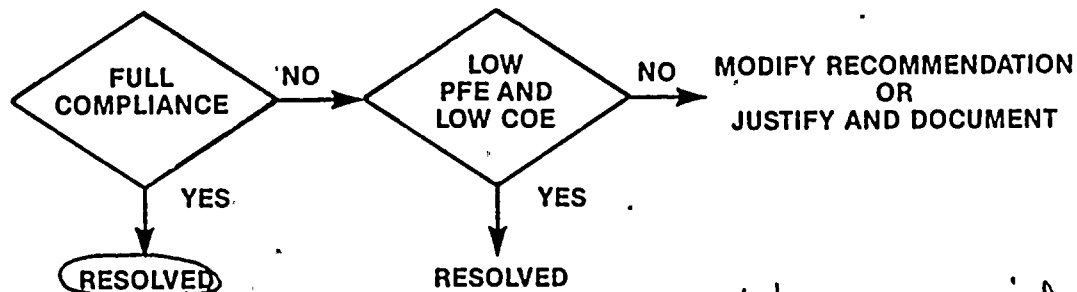 FULL
COMPLIANCE
NO
YES
RESOLVED
LOW
PFE AND
LOW COE
NO
YES
RESOLVED
MODIFY RECOMMENDATION
OR
JUSTIFY AND DOCUMENT